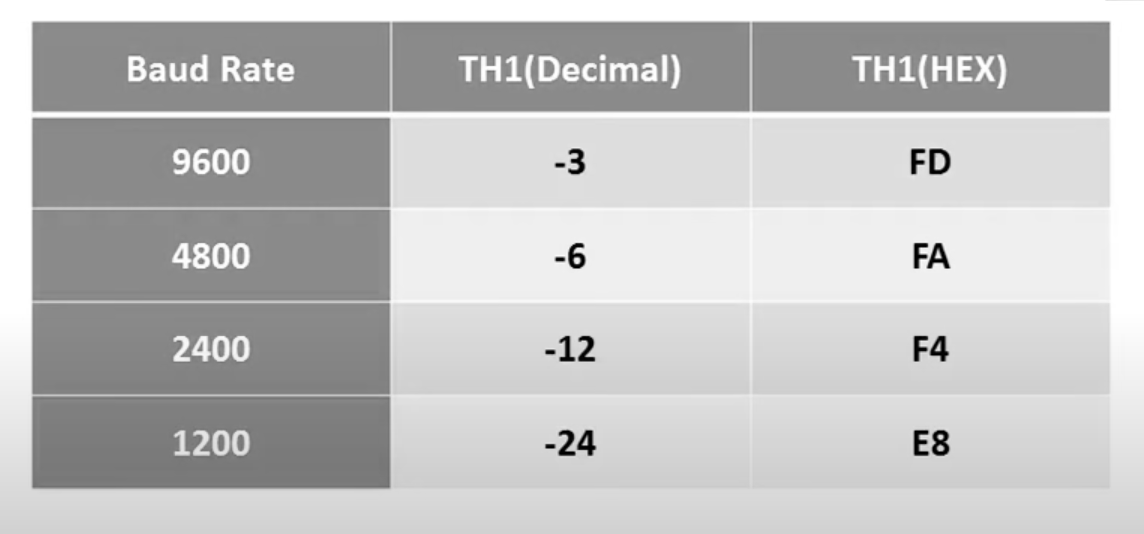 Baud Rate TH1(Decimal) TH1(HEX)
9600 -3 FD
4800 -6 FA
2400 -12 F4
1200 -24 E8